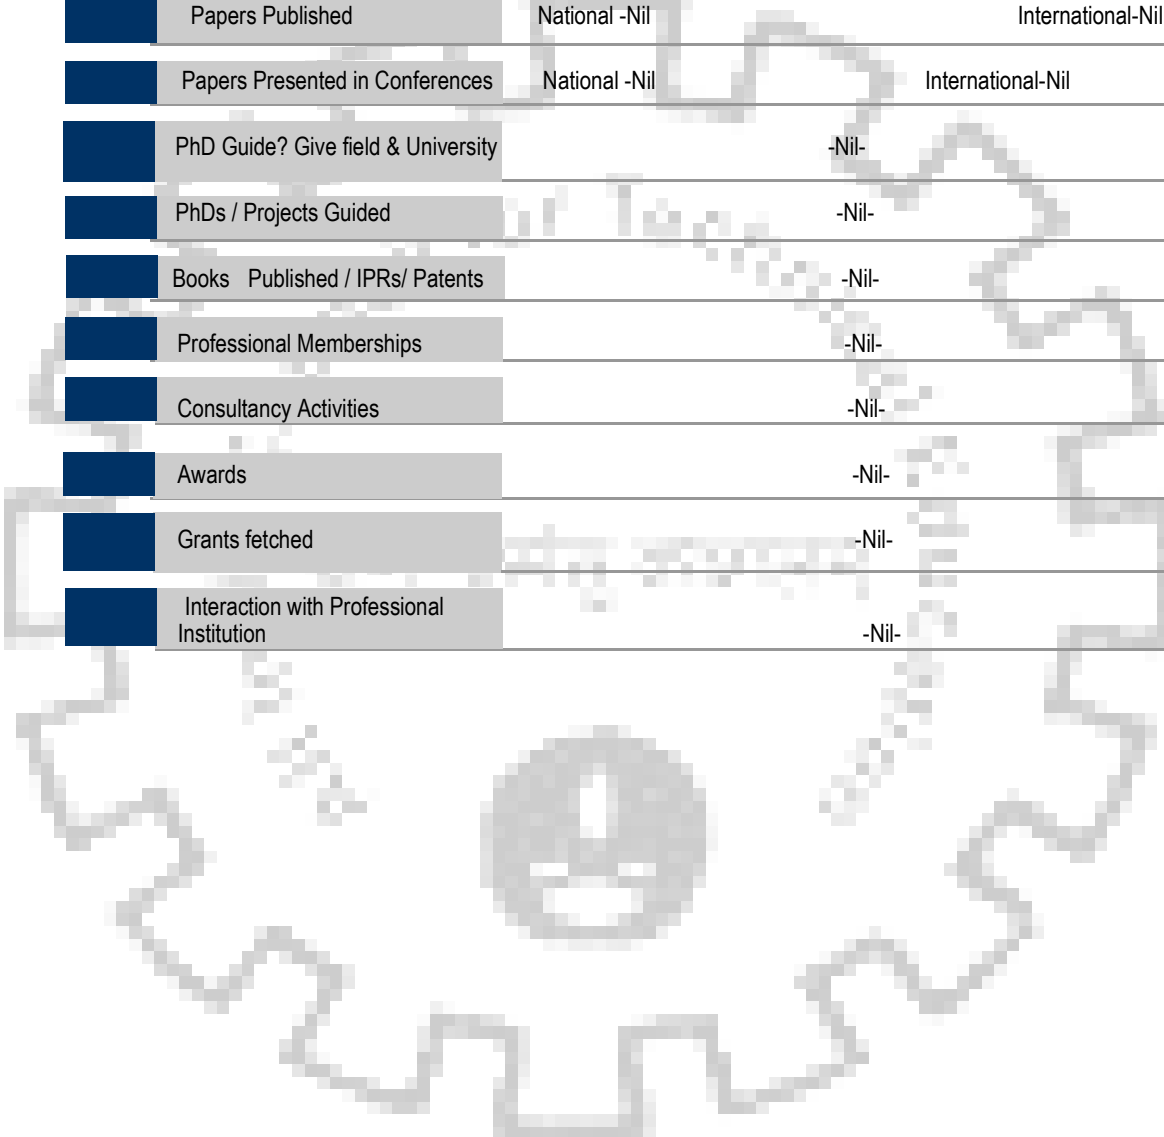 Papers Published National -Nil International-Nil
Papers Presented in Conferences National -Nil International-Nil
PhD Guide? Give field & University -Nil-
PhDs / Projects Guided -Nil-
Books Published / IPRs/ Patents -Nil-
Professional Memberships -Nil-
Consultancy Activities -Nil-
Awards -Nil-
Grants fetched -Nil-
Interaction with Professional
Institution -Nil-